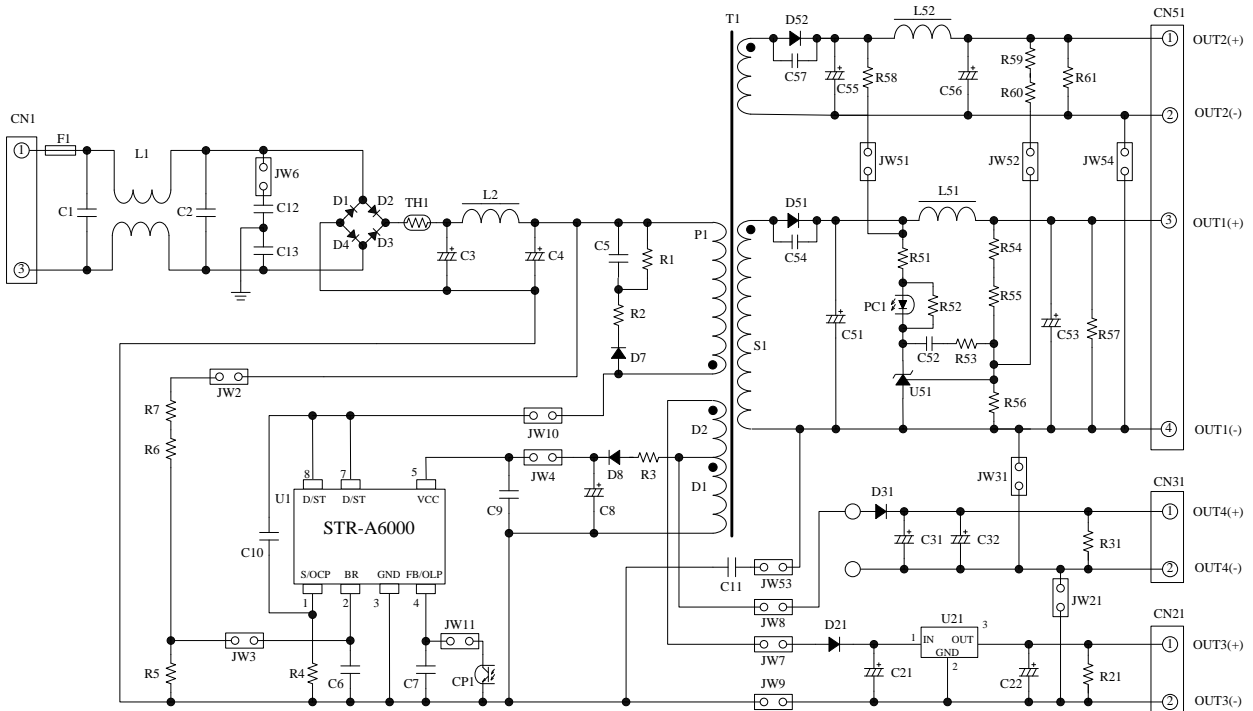 T1
D52
L52
CN51
1
OUT2(+)
C57
C55
R58
C56
R59
R60
R61
2
OUT2(-)
CN1
1
F1
L1
JW6
C1
C2
C12
C13
3
D1
D2
D4
D3
TH1
L2
C3
C4
C5
R1
R2
D7
P1
S1
JW51
JW52
JW54
D51
C54
L51
3
OUT1(+)
R51
PC1
R52
R54
R55
C51
C52
R53
C53
R57
U51
R56
4
OUT1(-)
JW2
R7
R6
JW10
JW4
D8
R3
D2
D1
JW31
CN31
8
7
5
U1
D/ST
D/ST
VCC
STR-A6000
C9
C8
C10
S/OCP
BR
GND
FB/OLP
1
2
3
4
D31
1
OUT4(+)
C31
C32
R31
2
OUT4(-)
C11
JW53
JW8
JW21
CN21
JW11
JW3
R5
R4
C6
C7
CP1
JW7
D21
U21
1
IN
OUT
3
GND
2
1
OUT3(+)
C21
C22
R21
JW9
2
OUT3(-)